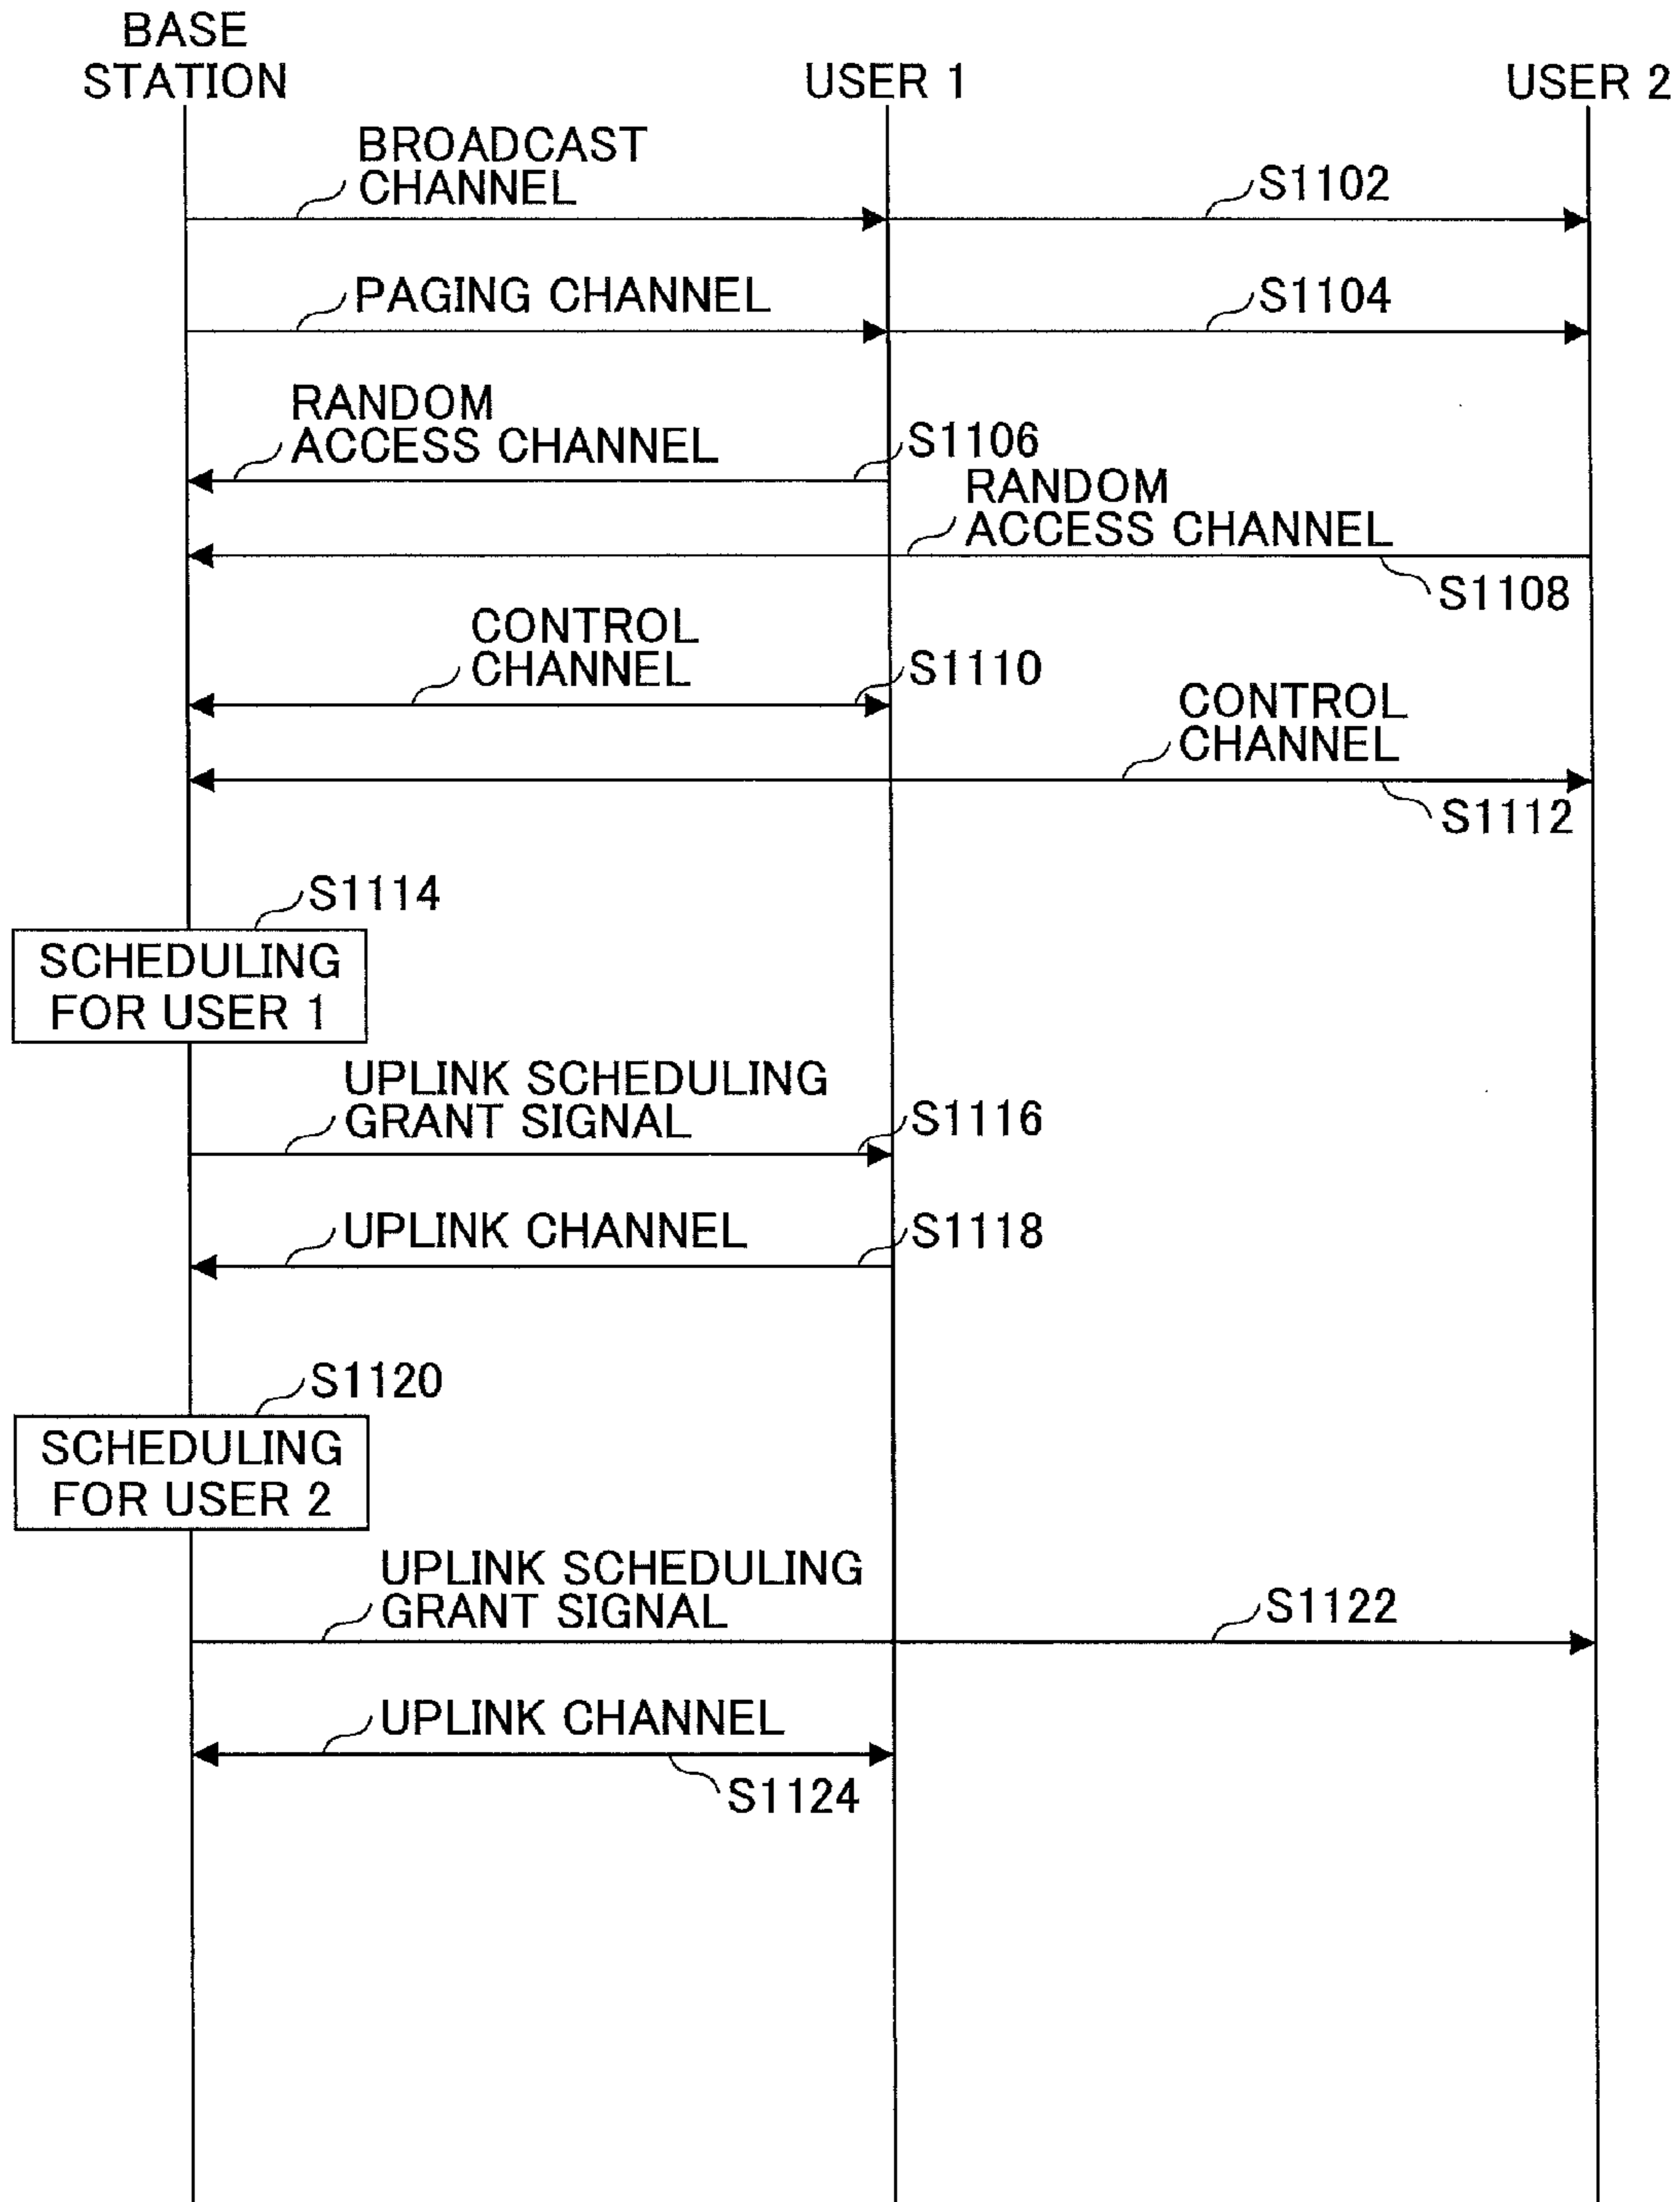 BASE
STATION
USER 1
USER 2
BROADCAST
CHANNEL
S1102
PAGING CHANNEL
S1104
RANDOM
ACCESS CHANNEL
S1106
RANDOM
ACCESS CHANNEL
S1108
CONTROL
CHANNEL
S1110
CONTROL
CHANNEL
S1112
S1114
SCHEDULING
FOR USER 1
UPLINK SCHEDULING
GRANT SIGNAL
S1116
UPLINK CHANNEL
S1118
S1120
SCHEDULING
FOR USER 2
UPLINK SCHEDULING
GRANT SIGNAL
S1122
UPLINK CHANNEL
S1124